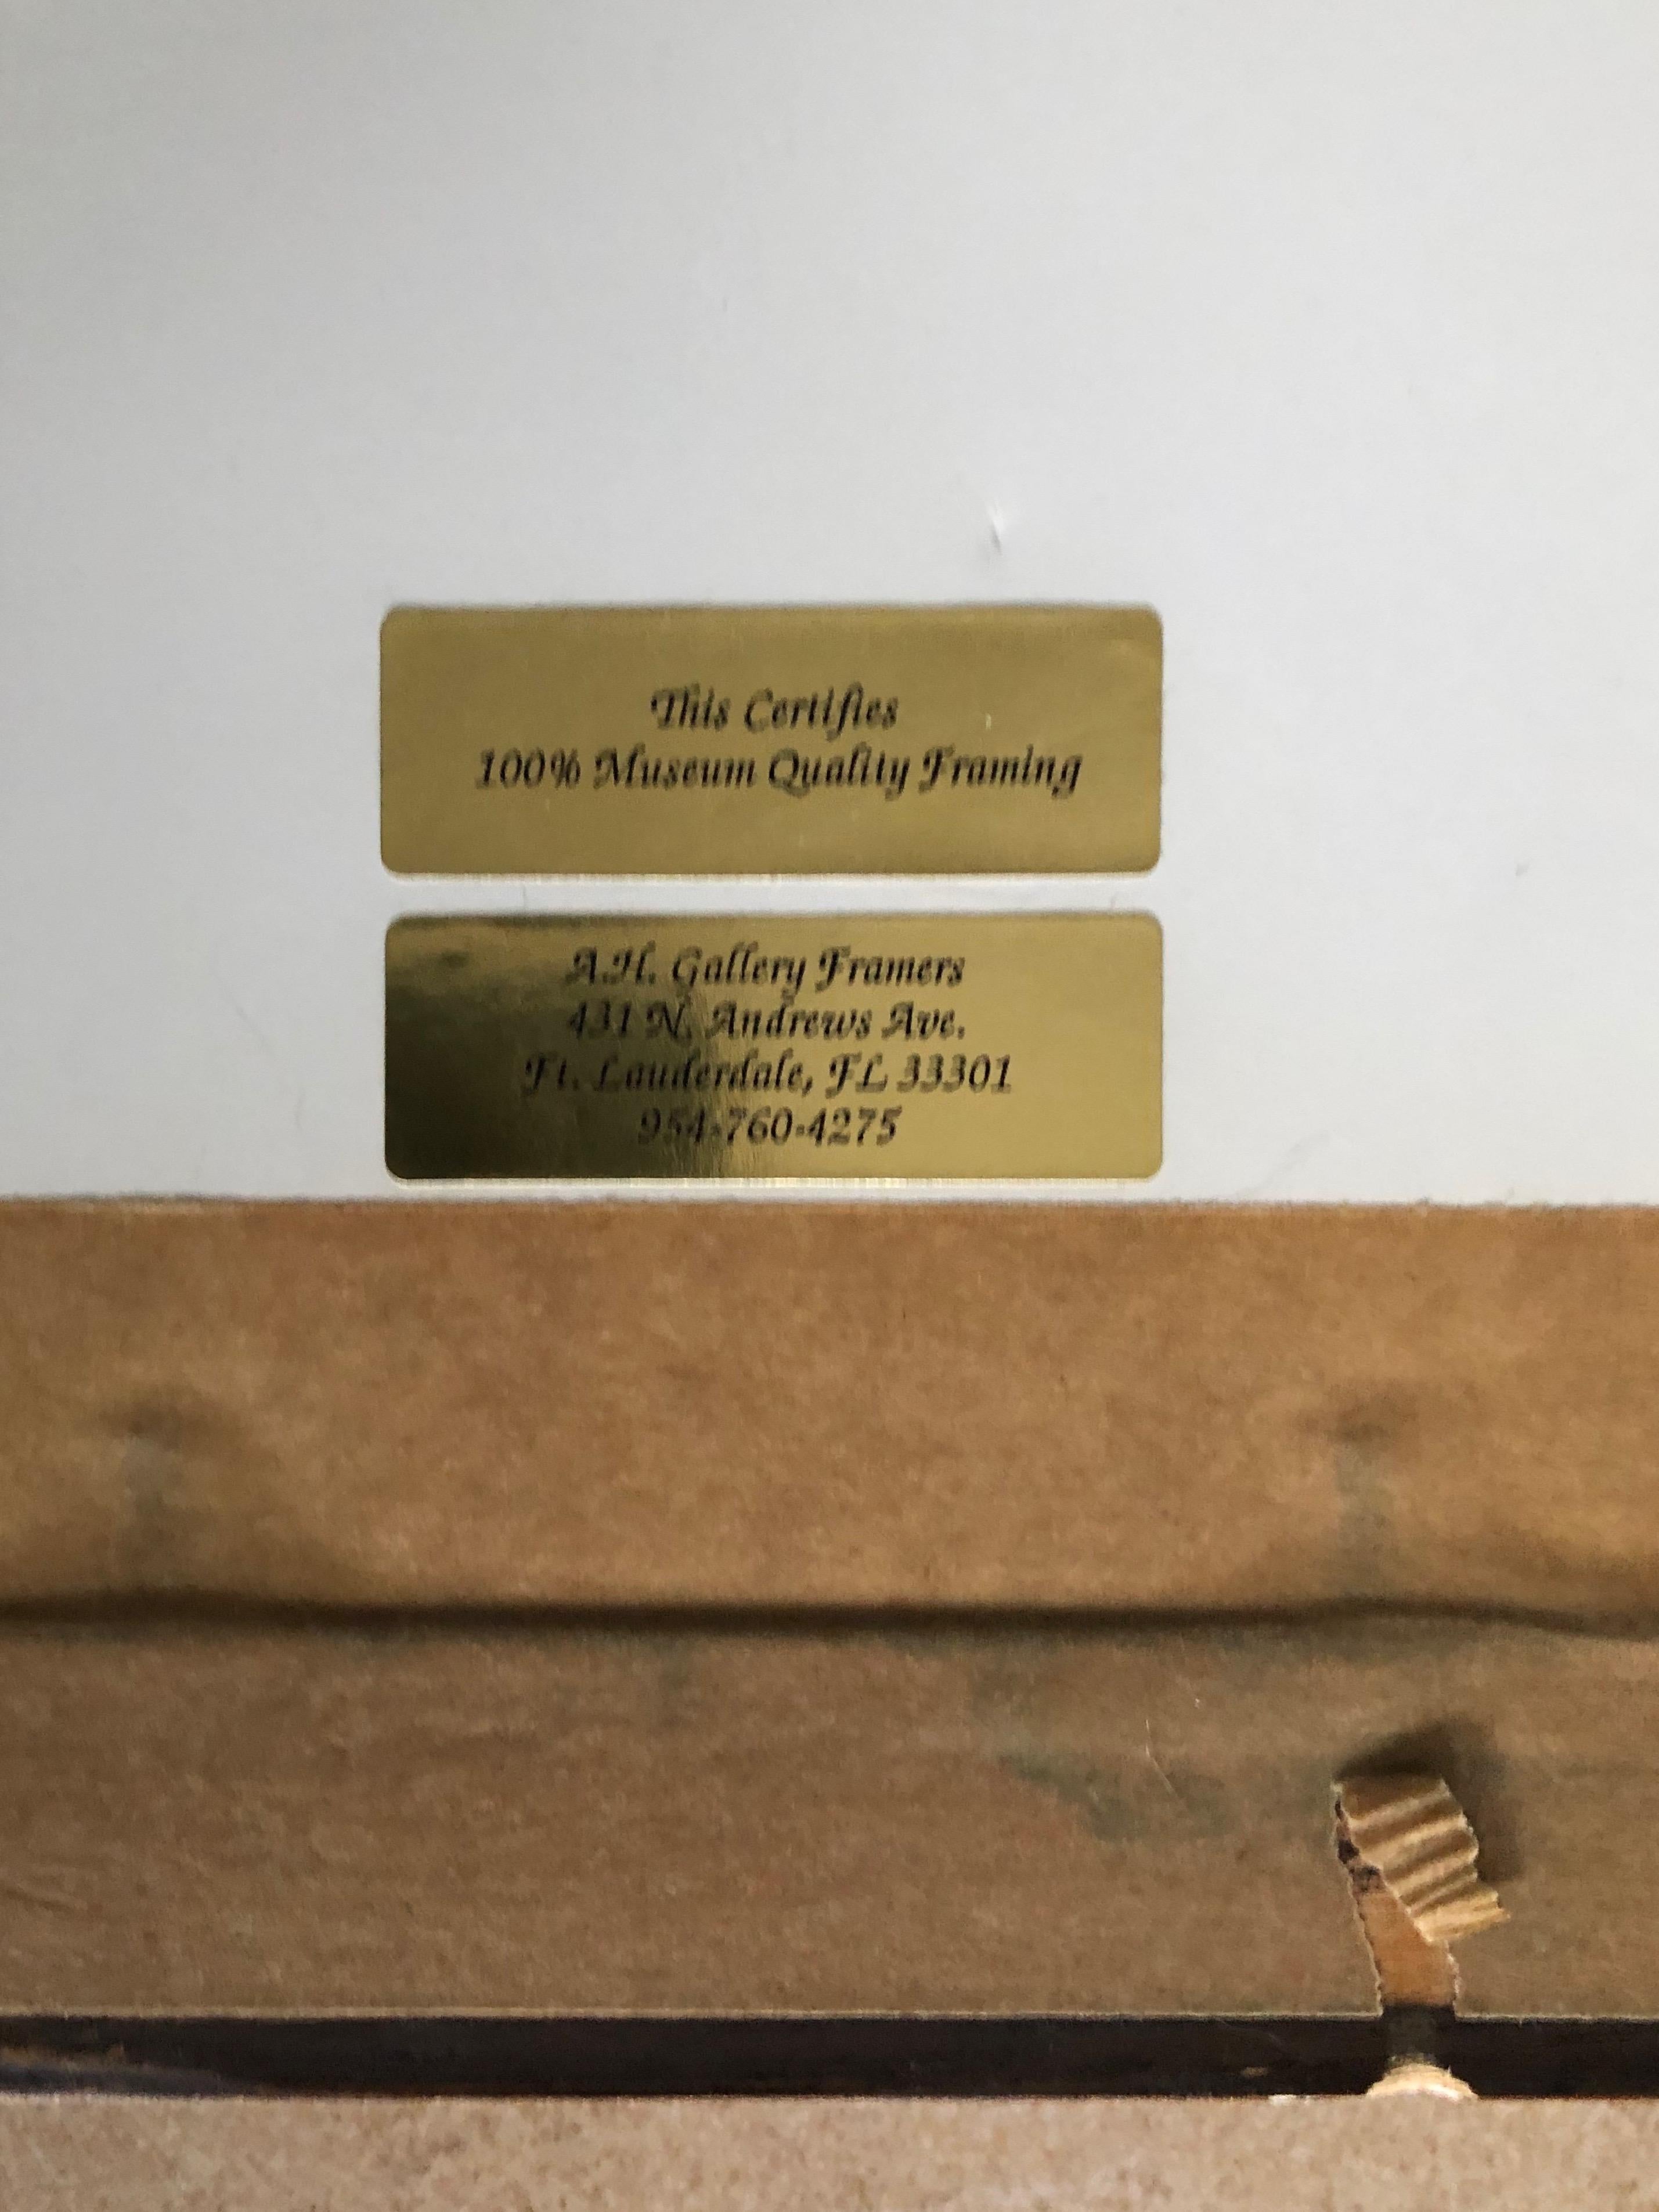 This Certifies
100% Museum Quality Framing
A.H. Gallery Framers
431 N. Andrews Ave.
Ft. Lauderdale, FL 33301
954-760-4275